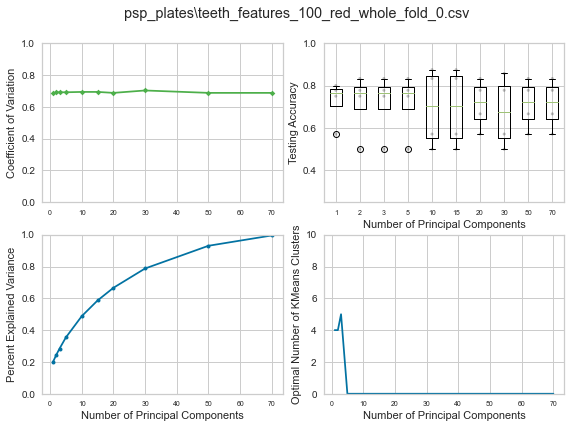 psp_plates\teeth_features_100_red_whole_fold_0.csv
Coefficient of Variation
1.0
0.8
0.6
0.4
0.2
0.0
0 10 20 30 40 50 60 70
Testing Accuracy
1.0
0.8
0.6
0.4
1 2 3 5 10 15 20 30 50 70
Number of Principal Components
Percent Explained Variance
1.0
0.8
0.6
0.4
0.2
0.0
0 10 20 30 40 50 60 70
Number of Principal Components
Optimal Number of KMeans Clusters
10
8
6
4
2
0
0 10 20 30 40 50 60 70
Number of Principal Components